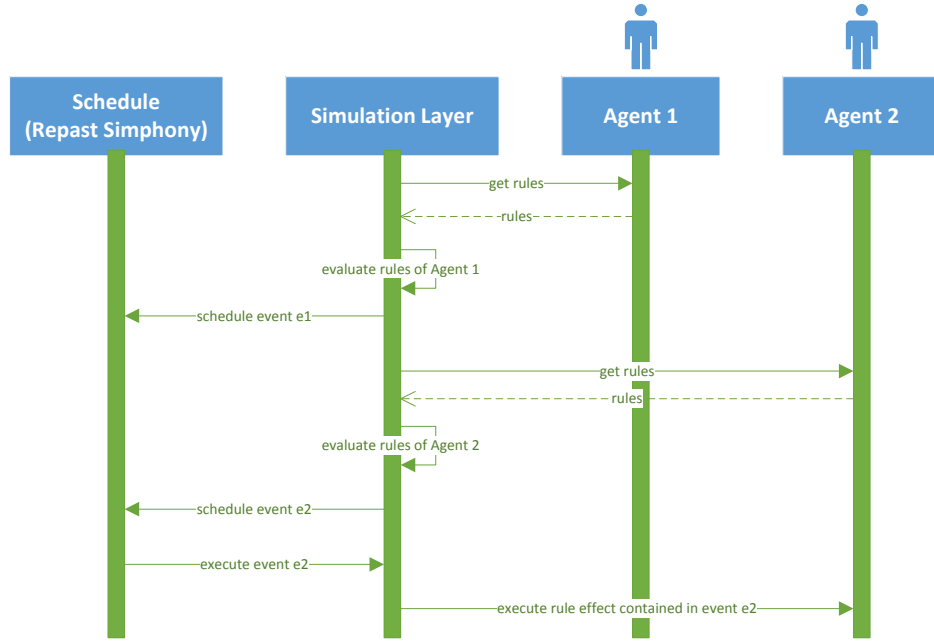 Schedule
(Repast Simphony)
Simulation Layer
Agent 1
Agent 2
get rules
rules
evaluate rules of Agent 1
schedule event e1
get rules
rules
evaluate rules of Agent 2
schedule event e2
execute event e2
execute rule effect contained in event e2